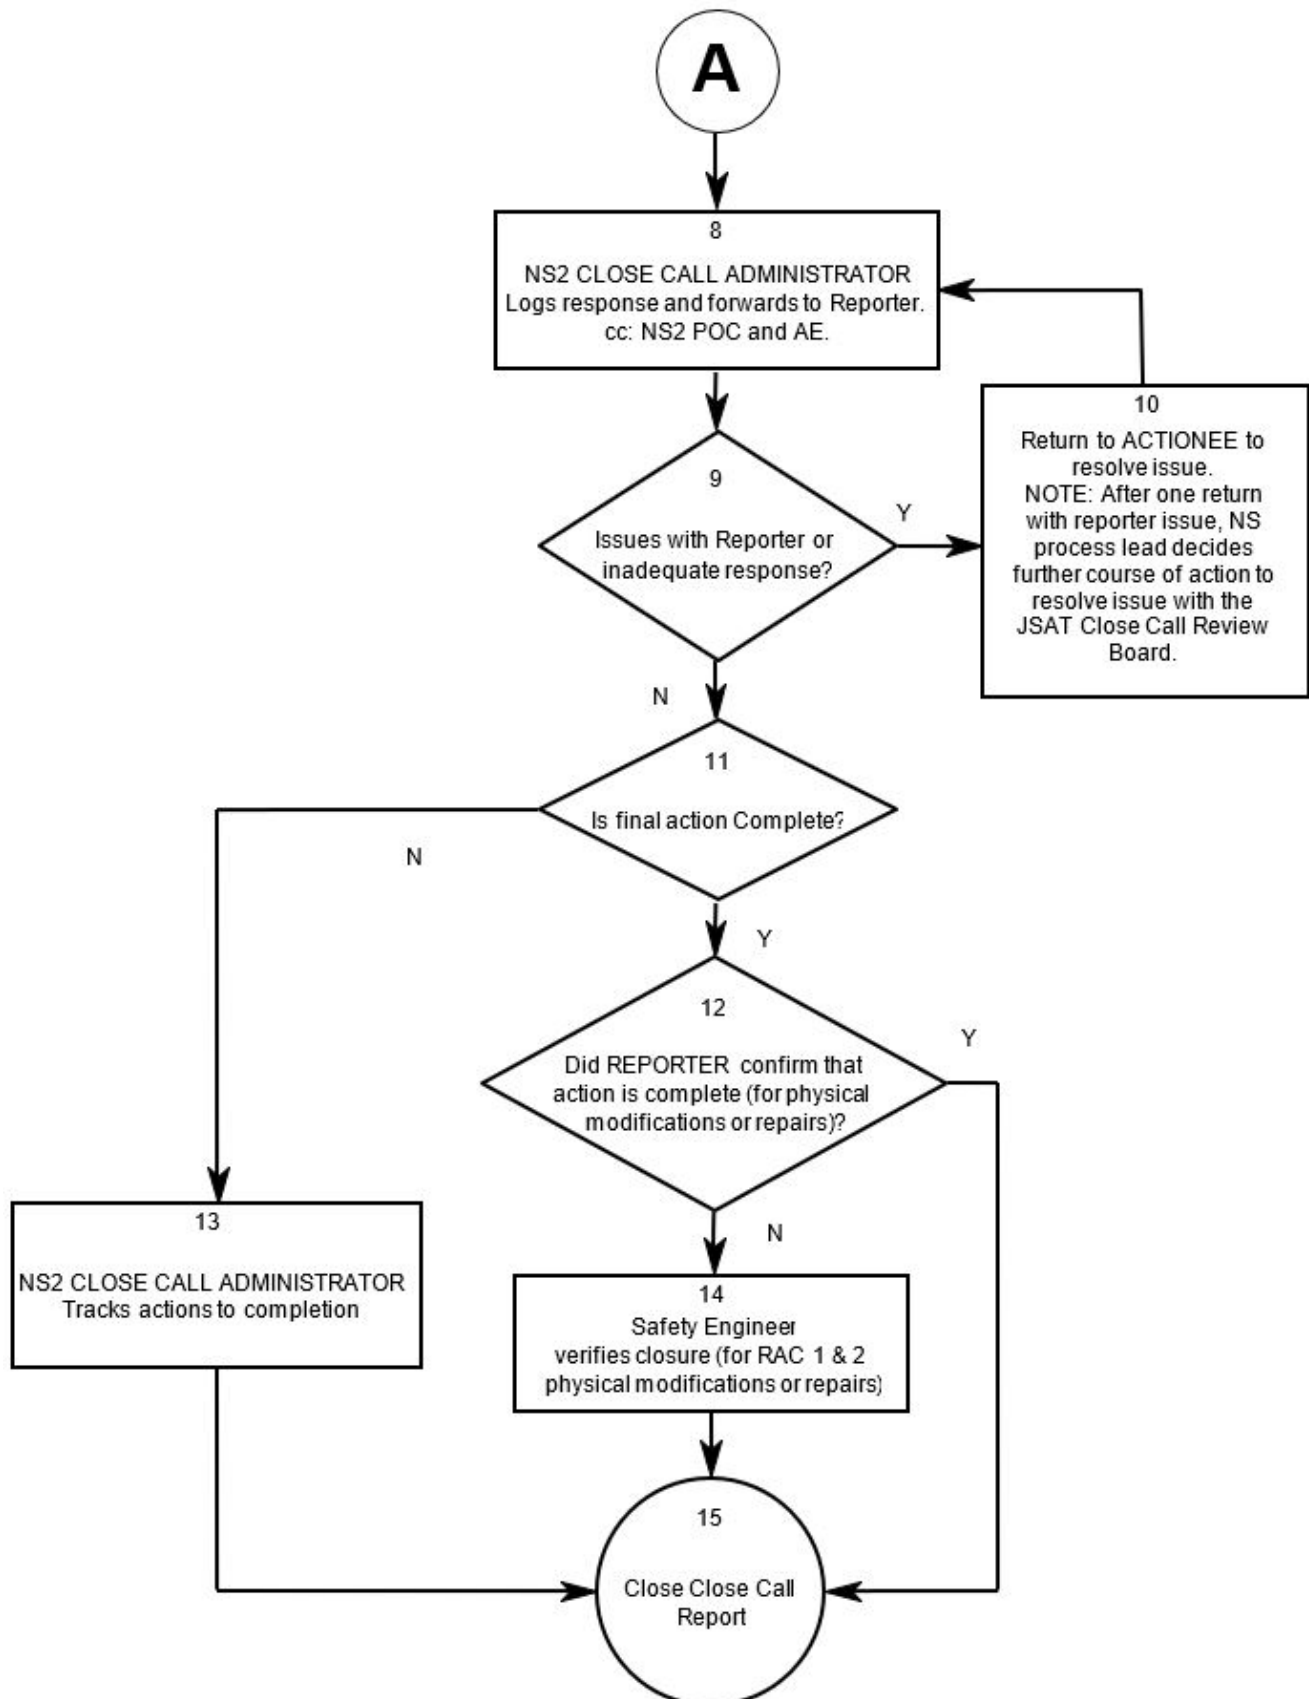 A
8
NS2 CLOSE CALL ADMINISTRATOR
Logs response and forwards to Reporter.
cc: NS2 POC and AE.
9
Issues with Reporter or
inadequate response?
Y
10
Return to ACTIONEE to
resolve issue.
NOTE: After one return
with reporter issue, NS
process lead decides
further course of action to
resolve issue with the
JSAT Close Call Review
Board.
N
11
Is final action Complete?
N
Y
12
Did REPORTER confirm that
action is complete (for physical
modifications or repairs)?
Y
N
13
NS2 CLOSE CALL ADMINISTRATOR
Tracks actions to completion
14
Safety Engineer
verifies closure (for RAC 1 & 2
physical modifications or repairs)
15
Close Close Call
Report